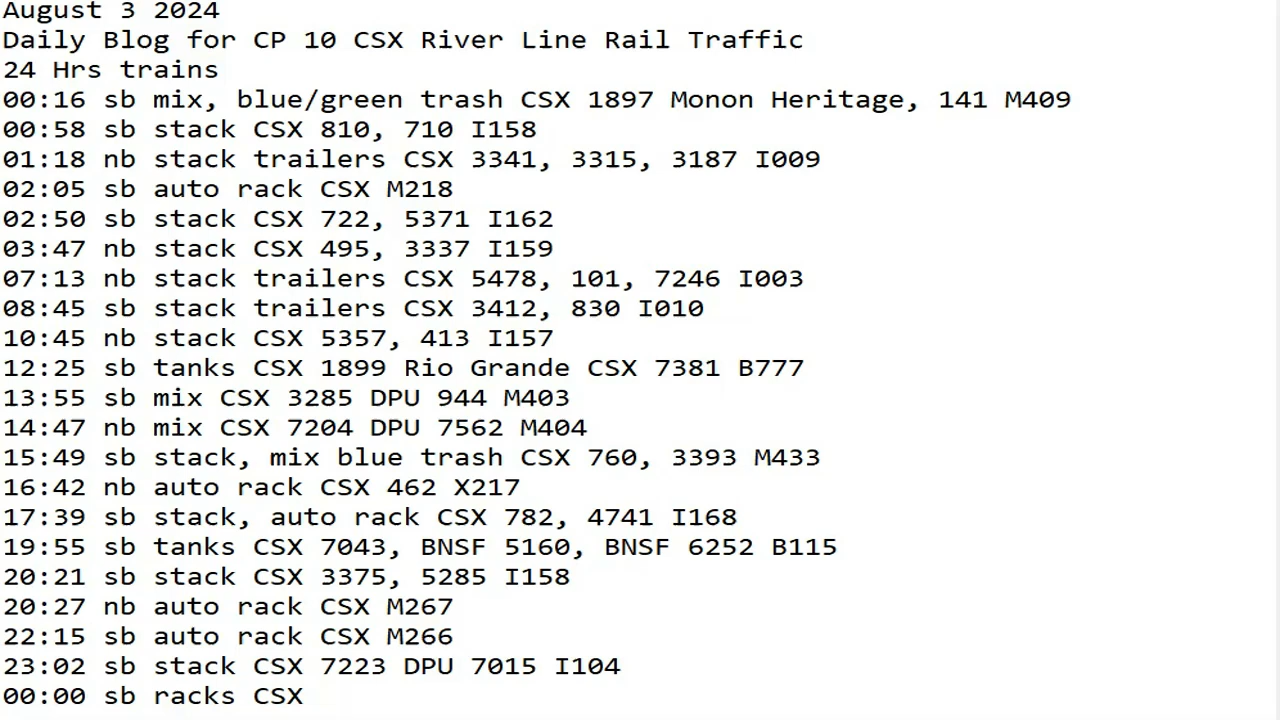 August 3 2024
Daily Blog for CP 10 CSX River Line Rail Traffic
24 Hrs trains
00:16 sb mix, blue/green trash CSX 1897 Monon Heritage, 141 M409
00:58 sb stack CSX 810, 710 I158
01:18 nb stack trailers CSX 3341, 3315, 3187 I009
02:05 sb auto rack CSX M218
02:50 sb stack CSX 722, 5371 I162
03:47 nb stack CSX 495, 3337 I159
07:13 nb stack trailers CSX 5478, 101, 7246 I003
08:45 sb stack trailers CSX 3412, 830 I010
10:45 nb stack CSX 5357, 413 I157
12:25 sb tanks CSX 1899 Rio Grande CSX 7381 B777
13:55 sb mix CSX 3285 DPU 944 M403
14:47 nb mix CSX 7204 DPU 7562 M404
15:49 sb stack, mix blue trash CSX 760, 3393 M433
16:42 nb auto rack CSX 462 X217
17:39 sb stack, auto rack CSX 782, 4741 I168
19:55 sb tanks CSX 7043, BNSF 5160, BNSF 6252 B115
20:21 sb stack CSX 3375, 5285 I158
20:27 nb auto rack CSX M267
22:15 sb auto rack CSX M266
23:02 sb stack CSX 7223 DPU 7015 I104
00:00 sb racks CSX